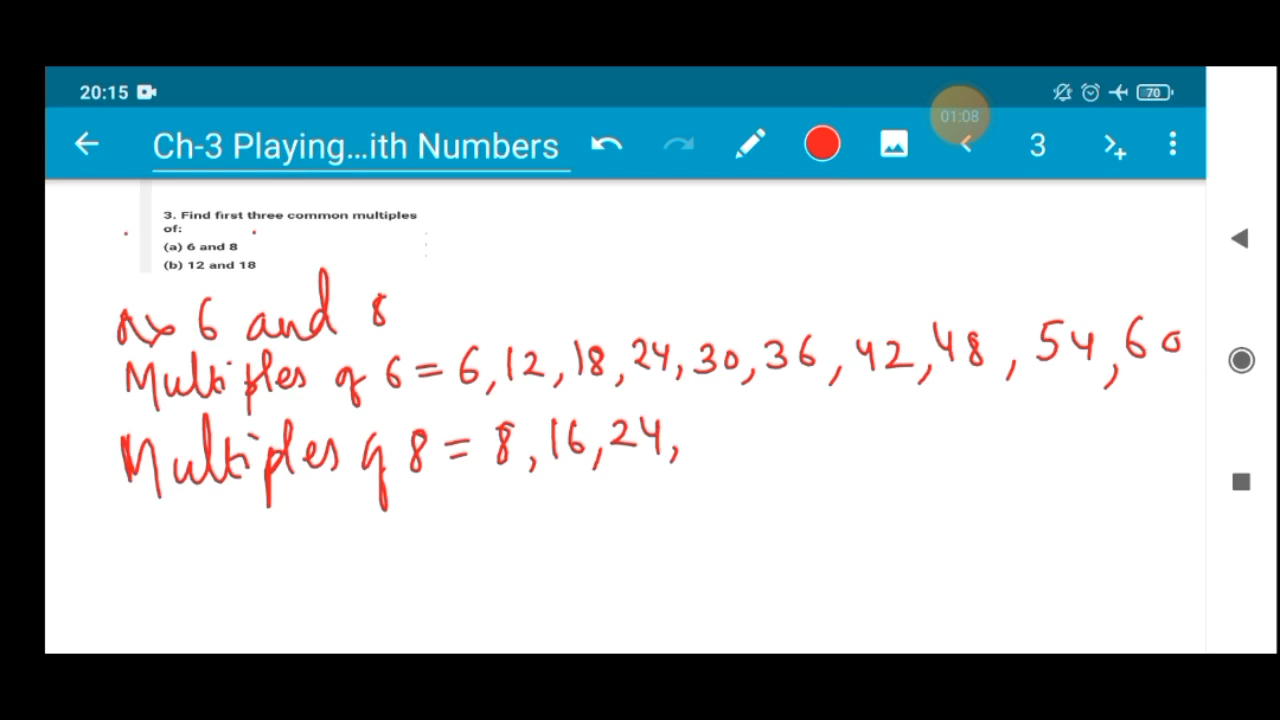 20:15
70
01:08
Ch-3 Playing...ith Numbers
3
3. Find first three common multiples
of:
(a) 6 and 8
(b) 12 and 18
a> 6 and 8
Multiples of 6 = 6, 12, 18, 24, 30, 36, 42, 48, 54, 60
Multiples of 8 = 8, 16, 24,